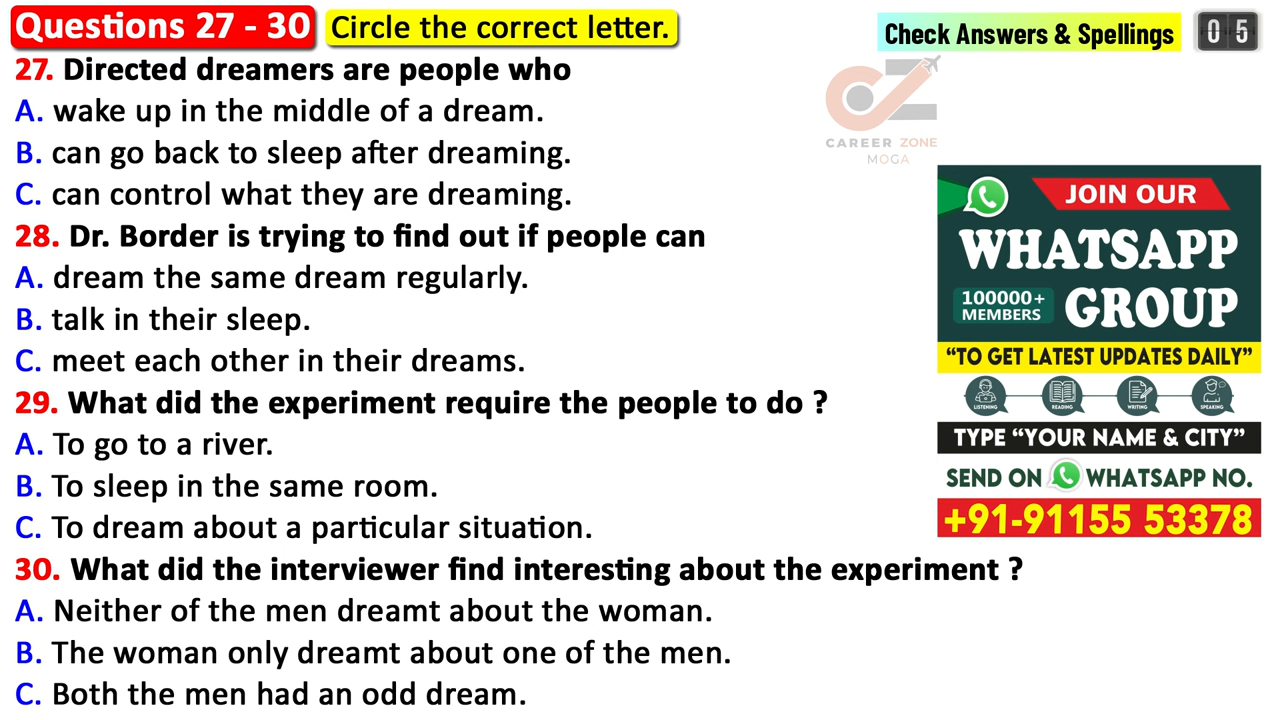 Questions 27 - 30 Circle the correct letter.
Check Answers & Spellings 05
27. Directed dreamers are people who
A. wake up in the middle of a dream.
B. can go back to sleep after dreaming.
C. can control what they are dreaming.
28. Dr. Border is trying to find out if people can
A. dream the same dream regularly.
B. talk in their sleep.
C. meet each other in their dreams.
29. What did the experiment require the people to do ?
A. To go to a river.
B. To sleep in the same room.
C. To dream about a particular situation.
30. What did the interviewer find interesting about the experiment ?
A. Neither of the men dreamt about the woman.
B. The woman only dreamt about one of the men.
C. Both the men had an odd dream.
CAREER ZONE
MOGA
JOIN OUR
WHATSAPP
100000+
MEMBERS
GROUP
"TO GET LATEST UPDATES DAILY"
LISTENING READING WRITING SPEAKING
TYPE "YOUR NAME & CITY"
SEND ON WHATSAPP NO.
+91-91155 53378